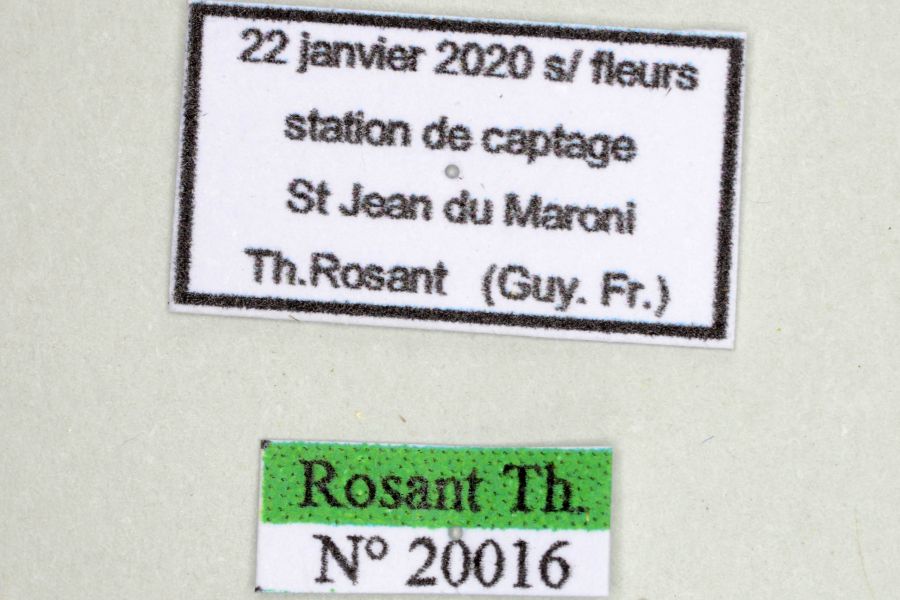 22 janvier 2020 s/ fleurs
station de captage
St Jean du Maroni
Th.Rosant (Guy. Fr.)
Rosant Th.
N° 20016